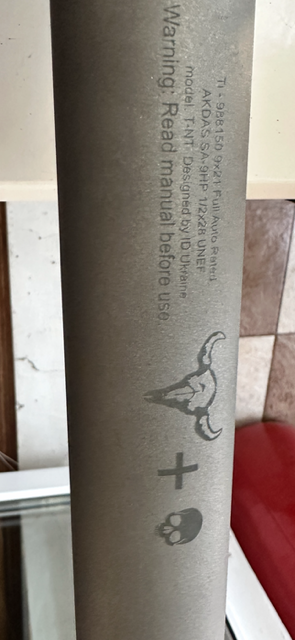 TI - 988150 9x21 Full Auto Rated
AKDAS SA-9HP 1/2x28 UNEF
model: T-NT Designed by ID Ukraine
Warning: Read manual before use.